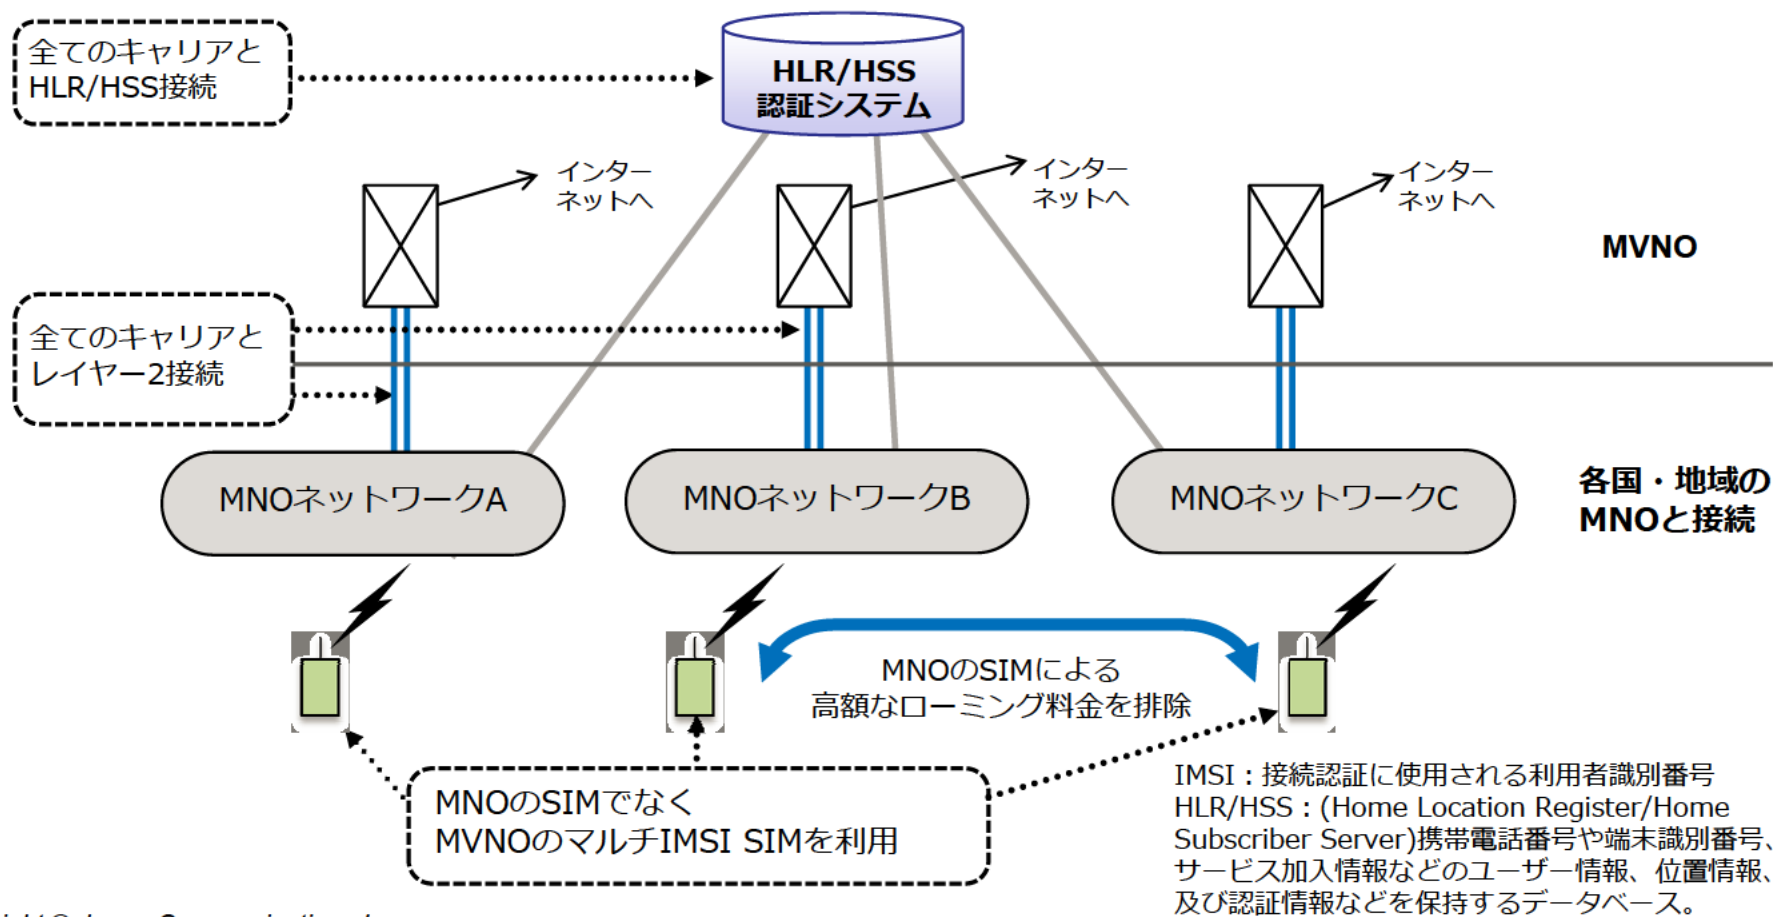 全てのキャリアと
HLR/HSS接続
HLR/HSS
認証システム
インター
ネットへ
インター
ネットへ
インター
ネットへ
MVNO
全てのキャリアと
レイヤー2接続
MNOネットワークA
MNOネットワークB
MNOネットワークC
各国・地域の
MNOと接続
MNOのSIMによる
高額なローミング料金を排除
MNOのSIMでなく
MVNOのマルチIMSI SIMを利用
IMSI：接続認証に使用される利用者識別番号
HLR/HSS：(Home Location Register/Home
Subscriber Server)携帯電話番号や端末識別番号、
サービス加入情報などのユーザー情報、位置情報、
及び認証情報などを保持するデータベース。